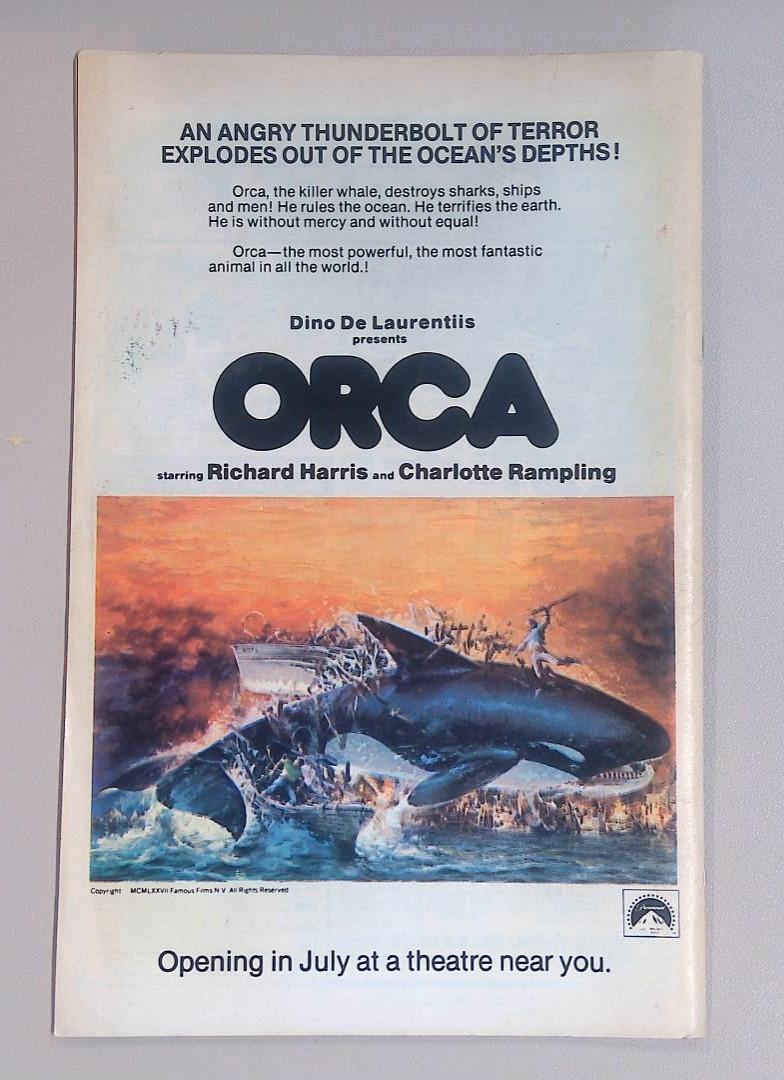 AN ANGRY THUNDERBOLT OF TERROR
EXPLODES OUT OF THE OCEAN'S DEPTHS!
Orca, the killer whale, destroys sharks, ships
and men! He rules the ocean. He terrifies the earth.
He is without mercy and without equal!
Orca—the most powerful, the most fantastic
animal in all the world.!
Dino De Laurentiis
presents
ORCA
starring Richard Harris and Charlotte Rampling
Copyright MCMLXXVII Famous Films N.V. All Rights Reserved
Paramount
Opening in July at a theatre near you.